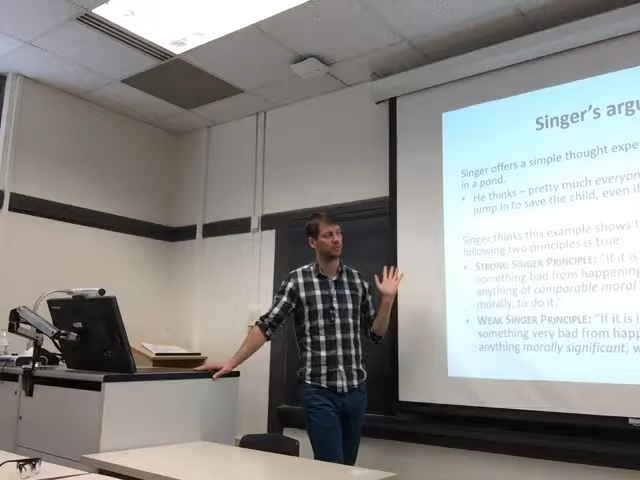 Singer's argu
Singer offers a simple thought expe
in a pond.
• He thinks – pretty much everyon
jump in to save the child, even if
Singer thinks this example shows t
following two principles is true:
• STRONG SINGER PRINCIPLE: "If it is i
something bad from happening
anything of comparable moral
morally, to do it."
• WEAK SINGER PRINCIPLE: "If it is i
something very bad from happ
anything morally significant, w